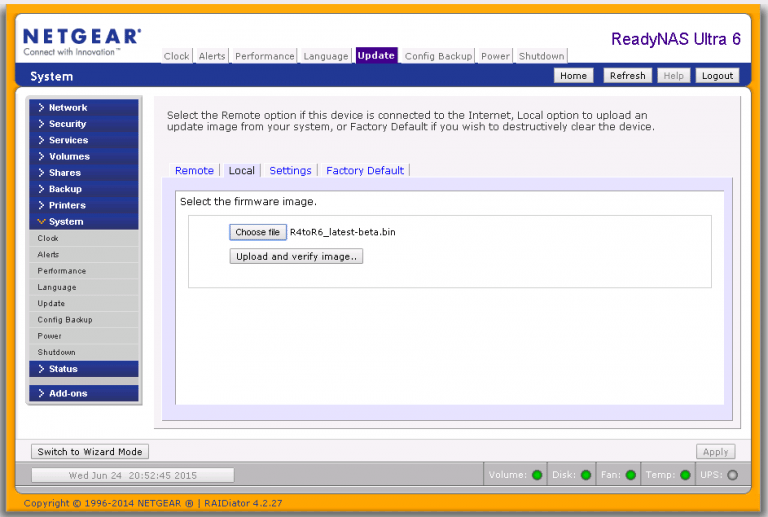 NETGEAR®
Connect with Innovation™
ReadyNAS Ultra 6
Clock Alerts Performance Language Update Config Backup Power Shutdown
System
Home Refresh Help Logout
Network
Security
Services
Volumes
Shares
Backup
Printers
System
Clock
Alerts
Performance
Language
Update
Config Backup
Power
Shutdown
Status
Add-ons
Select the Remote option if this device is connected to the Internet, Local option to upload an
update image from your system, or Factory Default if you wish to destructively clear the device.
Remote Local Settings Factory Default
Select the firmware image.
Choose file R4toR6_latest-beta.bin
Upload and verify image..
Switch to Wizard Mode
Apply
Wed Jun 24 20:52:45 2015
Volume: Disk: Fan: Temp: UPS:
Copyright © 1996-2014 NETGEAR ® | RAIDiator 4.2.27